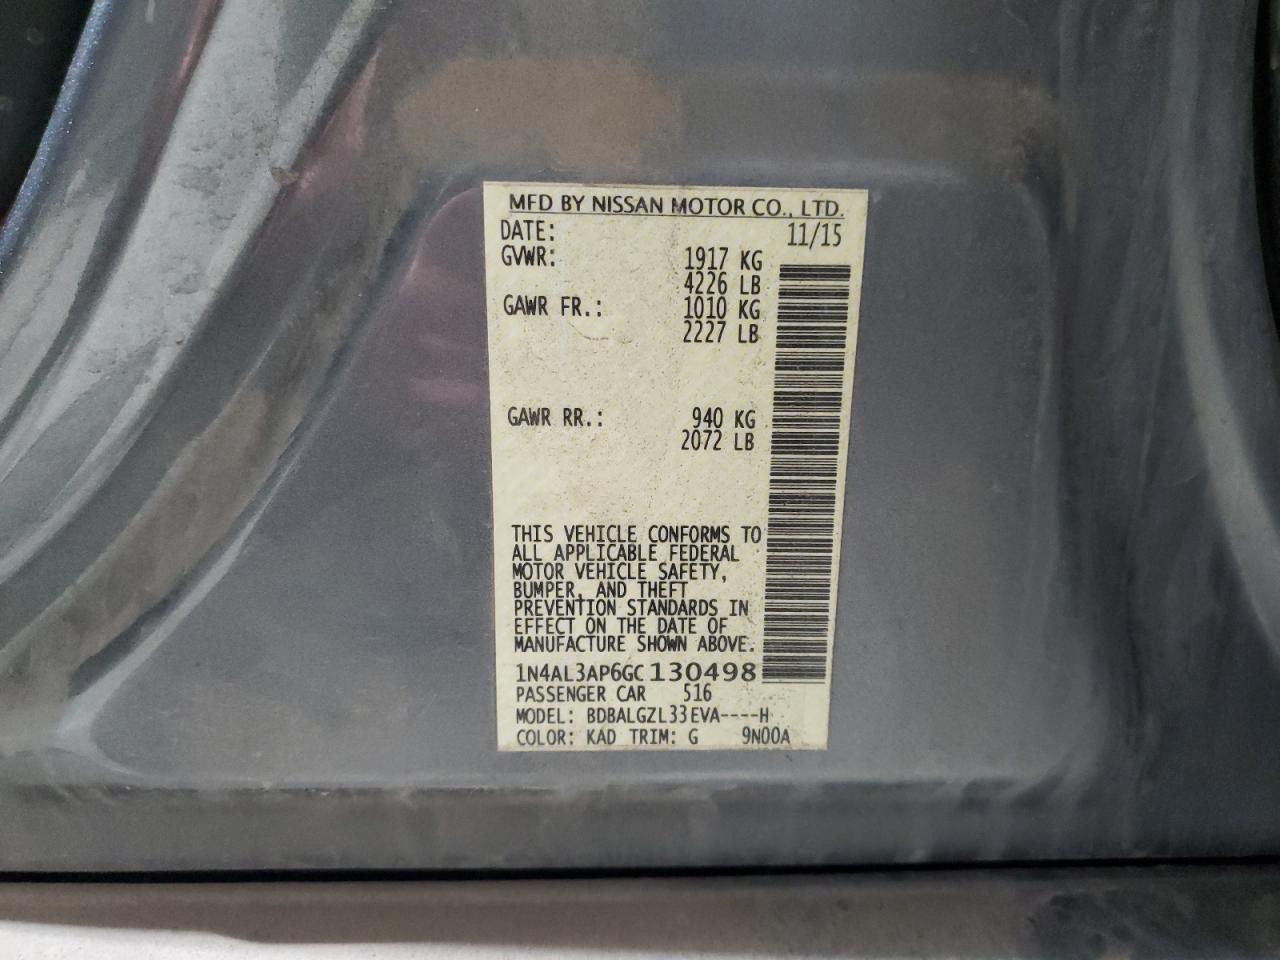 MFD BY NISSAN MOTOR CO., LTD.
DATE: 11/15
GVWR: 1917 KG
4226 LB
GAWR FR.: 1010 KG
2227 LB
GAWR RR.: 940 KG
2072 LB
THIS VEHICLE CONFORMS TO
ALL APPLICABLE FEDERAL
MOTOR VEHICLE SAFETY,
BUMPER, AND THEFT
PREVENTION STANDARDS IN
EFFECT ON THE DATE OF
MANUFACTURE SHOWN ABOVE.
1N4AL3AP6GC130498
PASSENGER CAR 516
MODEL: BDBALGZL33EVA----H
COLOR: KAD TRIM: G 9N00A